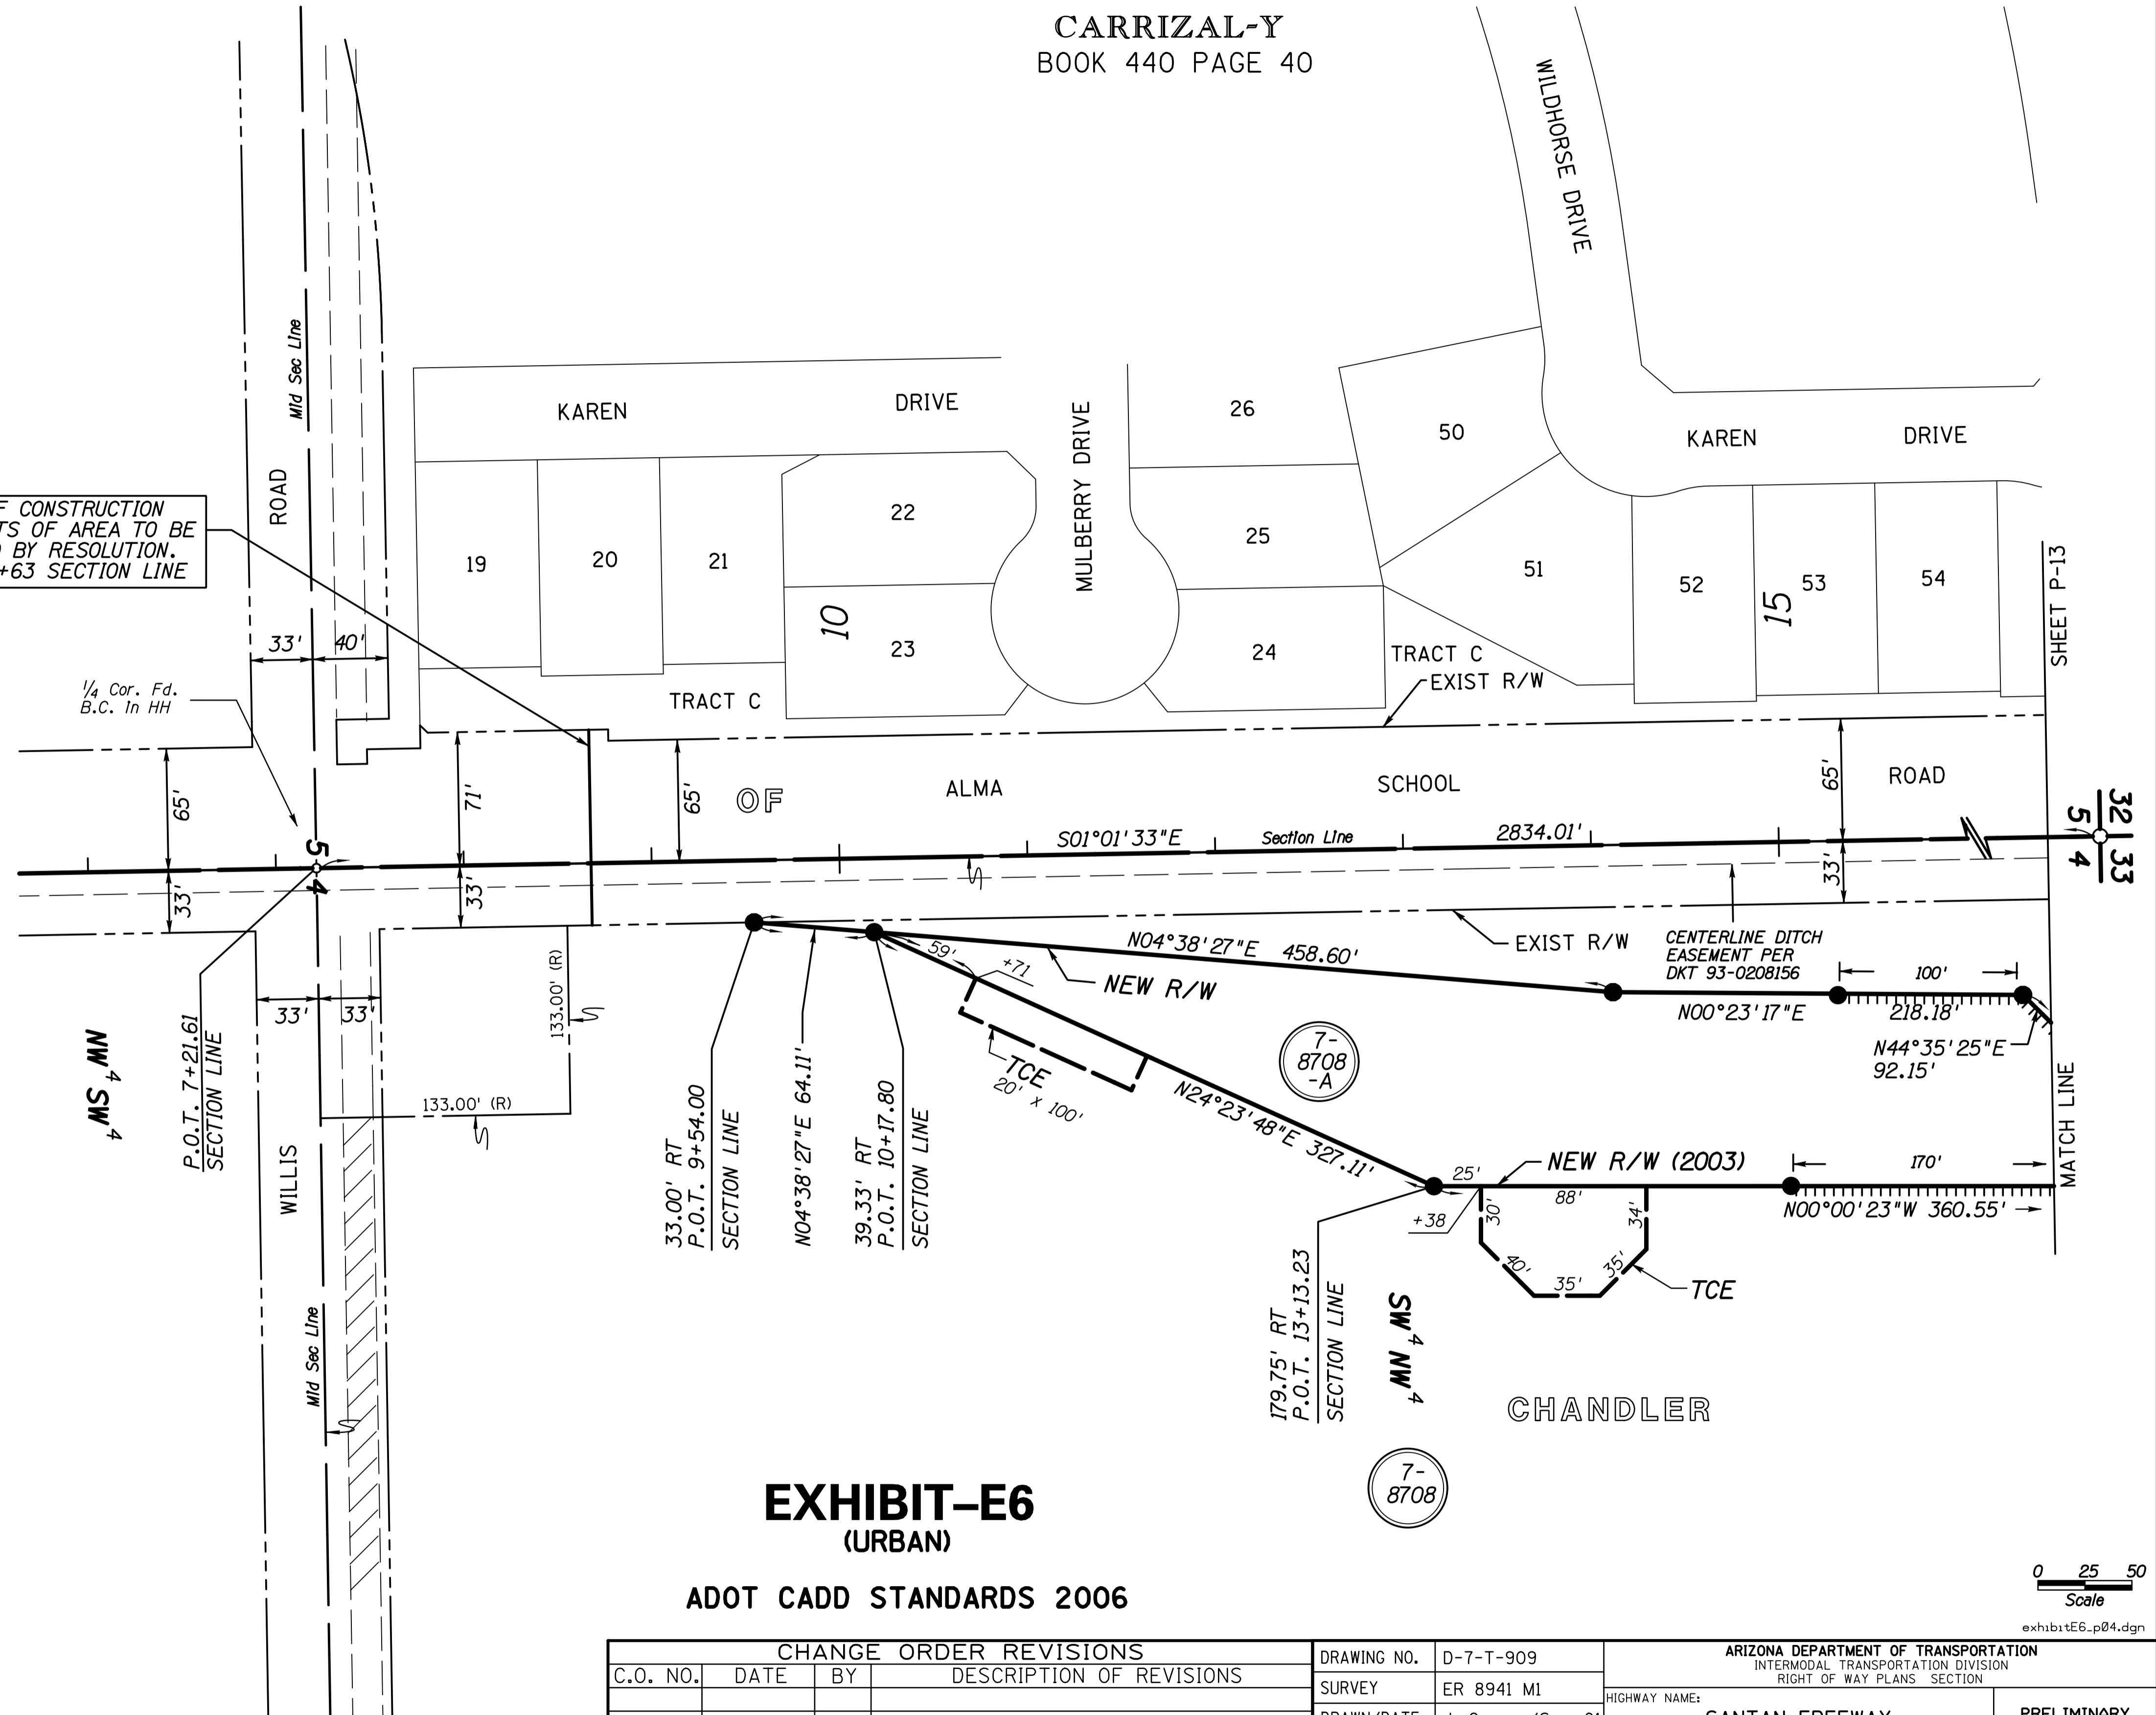 CARRIZAL-Y
BOOK 440 PAGE 40
WILDHORSE DRIVE
Mid Sec Line
ROAD
KAREN DRIVE
MULBERRY DRIVE
26
50
KAREN DRIVE
CONSTRUCTION
OF AREA TO BE
BY RESOLUTION.
+63 SECTION LINE
19
20
21
22
23
10
25
24
51
52
15
53
54
SHEET P-13
33'
40'
1/4 Cor. Fd.
B.C. in HH
TRACT C
TRACT C
EXIST R/W
65'
71'
65'
OF
ALMA SCHOOL ROAD
65'
S01°01'33"E
Section Line
2834.01'
32
5
33
4
5
4
33'
33'
33'
EXIST R/W
CENTERLINE DITCH
EASEMENT PER
DKT 93-0208156
100'
N04°38'27"E 458.60'
NEW R/W
59'
+71
N00°23'17"E
218.18'
N44°35'25"E
92.15'
33'
33'
133.00' (R)
133.00' (R)
NW 4 SW 4
P.O.T. 7+21.61
SECTION LINE
WILLIS
TCE
20' x 100'
7-
8708
-A
N24°23'48"E 327.11'
MATCH LINE
33.00' RT
P.O.T. 9+54.00
SECTION LINE
N04°38'27"E 64.11'
39.33' RT
P.O.T. 10+17.80
SECTION LINE
25'
NEW R/W (2003)
170'
88'
N00°00'23"W 360.55'
+38
30'
34'
40'
35'
35'
TCE
179.75' RT
P.O.T. 13+13.23
SECTION LINE
SW 4 NW 4
Mid Sec Line
CHANDLER
7-
8708
EXHIBIT-E6
(URBAN)
ADOT CADD STANDARDS 2006
0 25 50
Scale
exhibitE6_p04.dgn
CHANGE ORDER REVISIONS
C.O. NO. DATE BY DESCRIPTION OF REVISIONS
DRAWING NO. D-7-T-909
SURVEY ER 8941 M1
ARIZONA DEPARTMENT OF TRANSPORTATION
INTERMODAL TRANSPORTATION DIVISION
RIGHT OF WAY PLANS SECTION
HIGHWAY NAME:
SANTAN FREEWAY
PRELIMINARY
DRAWN/DATE